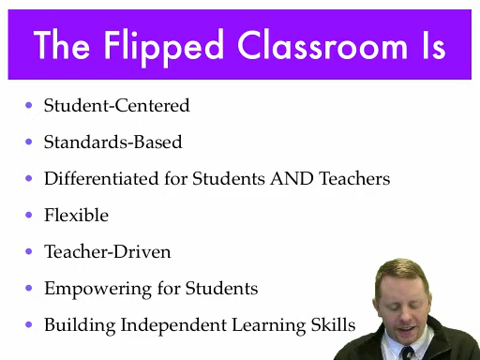 The Flipped Classroom Is
• Student-Centered
• Standards-Based
• Differentiated for Students AND Teachers
• Flexible
• Teacher-Driven
• Empowering for Students
• Building Independent Learning Skills